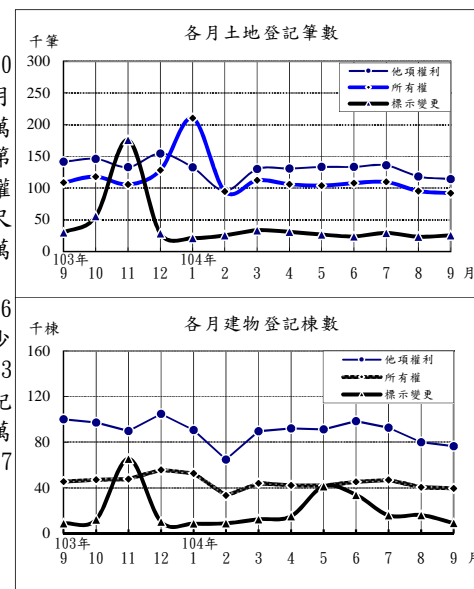 0
月
萬
第
權
尺
萬
6
少
3
記
萬
7
各月土地登記筆數
千筆
300
250
200
150
100
50
0
他項權利
所有權
標示變更
103年 104年
9 10 11 12 1 2 3 4 5 6 7 8 9 月
各月建物登記棟數
千棟
160
120
80
40
0
他項權利
所有權
標示變更
103年 104年
9 10 11 12 1 2 3 4 5 6 7 8 9 月